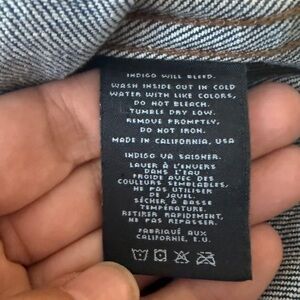 INDIGO WILL BLEED.
WASH INSIDE OUT IN COLD
WATER WITH LIKE COLORS,
DO NOT BLEACH.
TUMBLE DRY LOW.
REMOVE PROMPTLY,
DO NOT IRON.
MADE IN CALIFORNIA, USA
INDIGO VA SAIGNER.
LAVER À L'ENVERS
DANS L'EAU
FROIDE AVEC DES
COULEURS SEMBLABLES,
NE PAS UTILISER
DE JAVEL.
SÉCHER À BASSE
TEMPÉRATURE.
RETIRER RAPIDEMENT,
NE PAS REPASSER.
FABRIQUÉ AUX
CALIFORNIE, E.U.